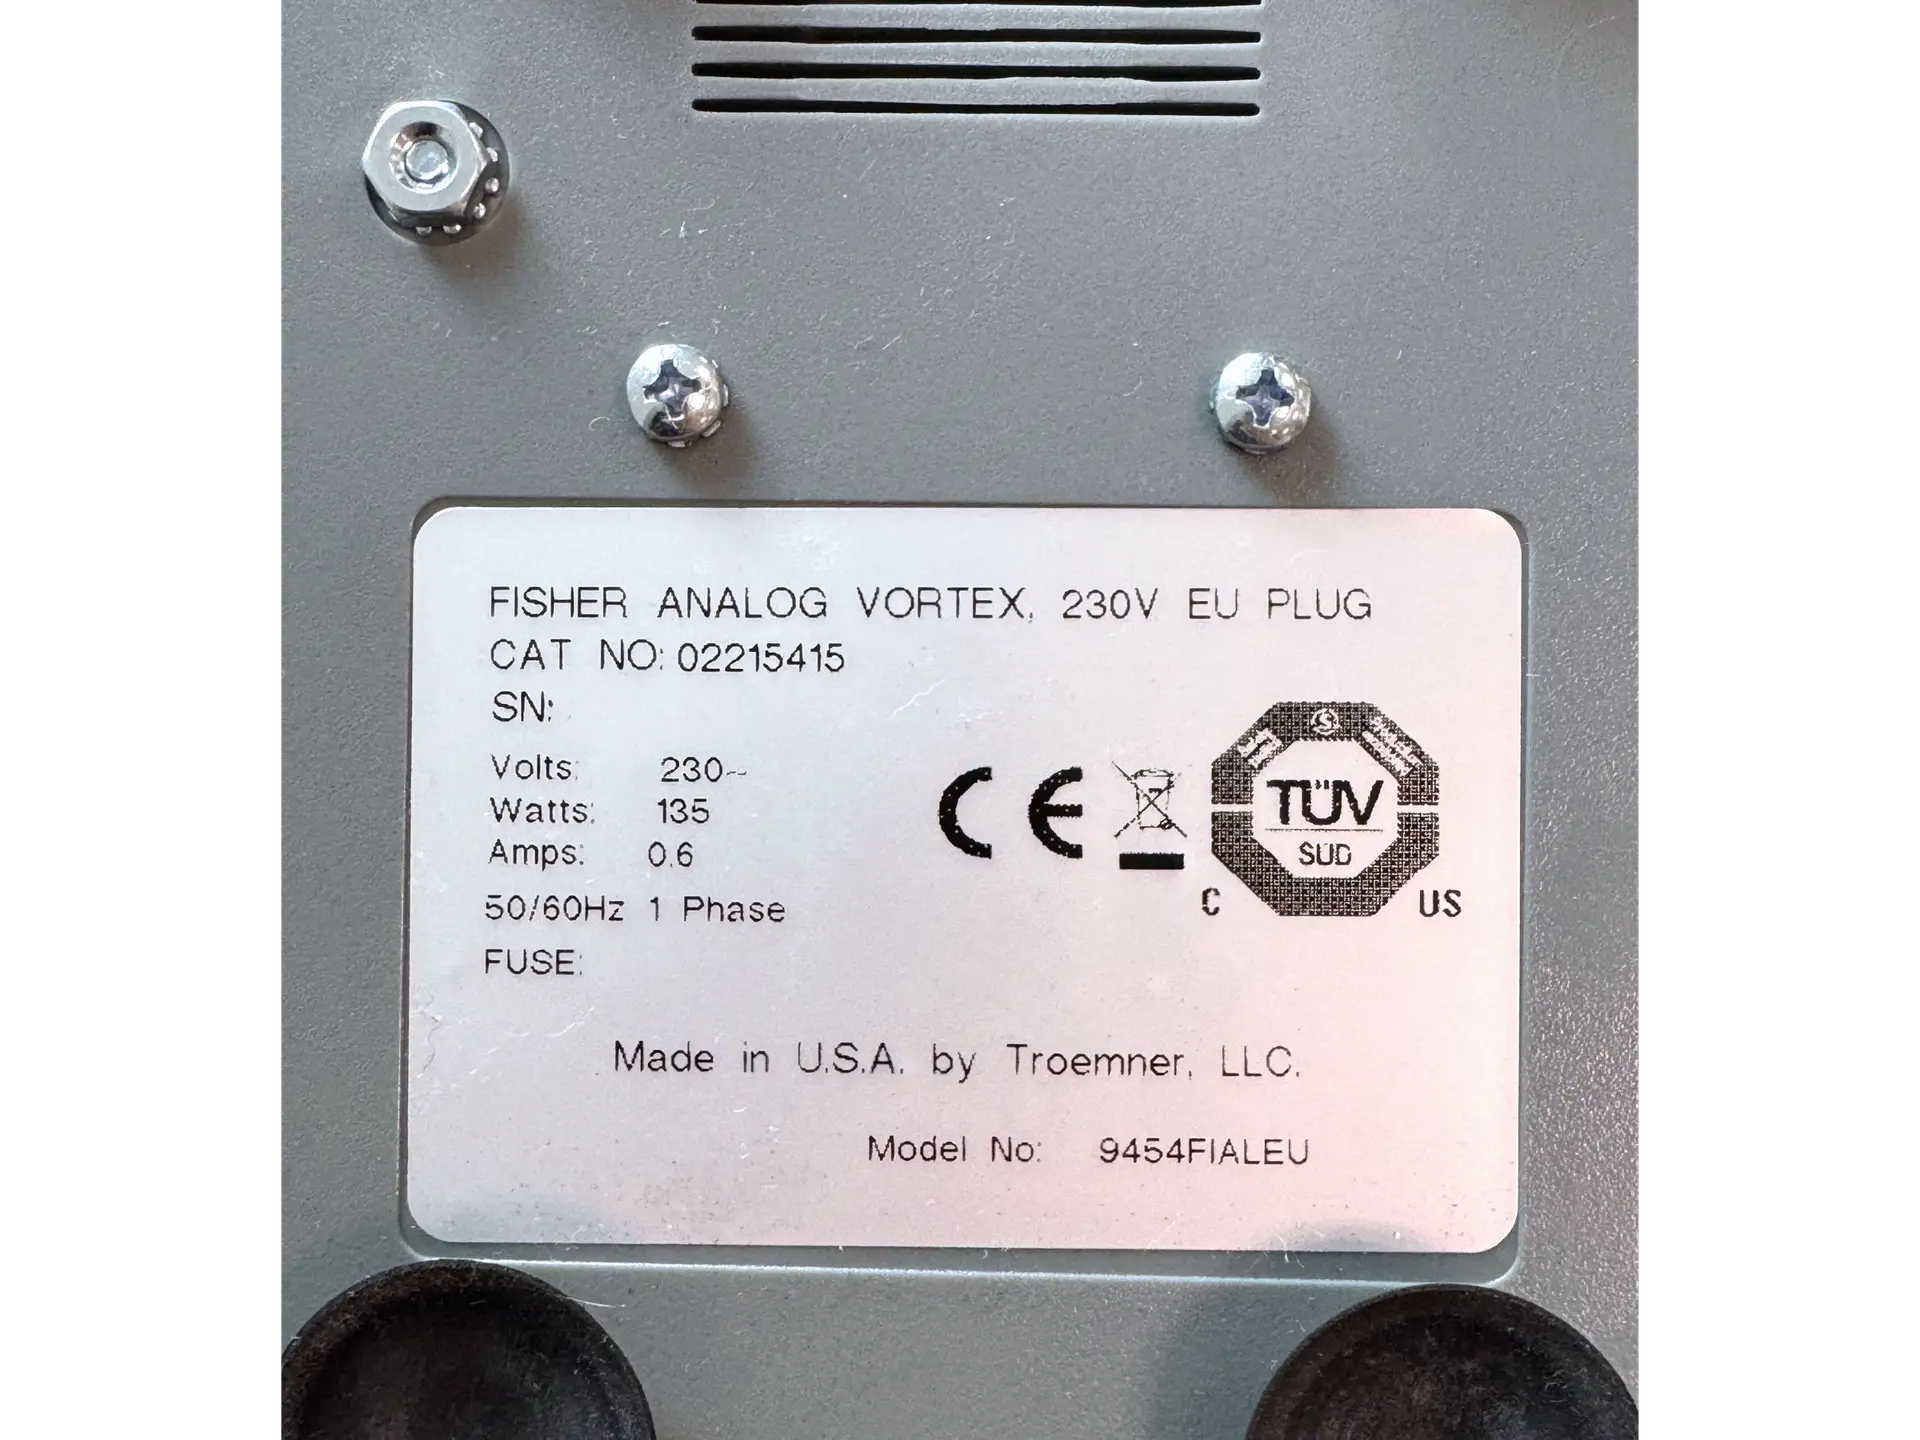 FISHER ANALOG VORTEX, 230V EU PLUG
CAT NO: 02215415
SN:
Volts: 230~
Watts: 135
Amps: 0.6
50/60Hz 1 Phase
FUSE:
CE
TÜV
SÜD
C US
Made in U.S.A. by Troemner, LLC.
Model No: 9454FIALEU